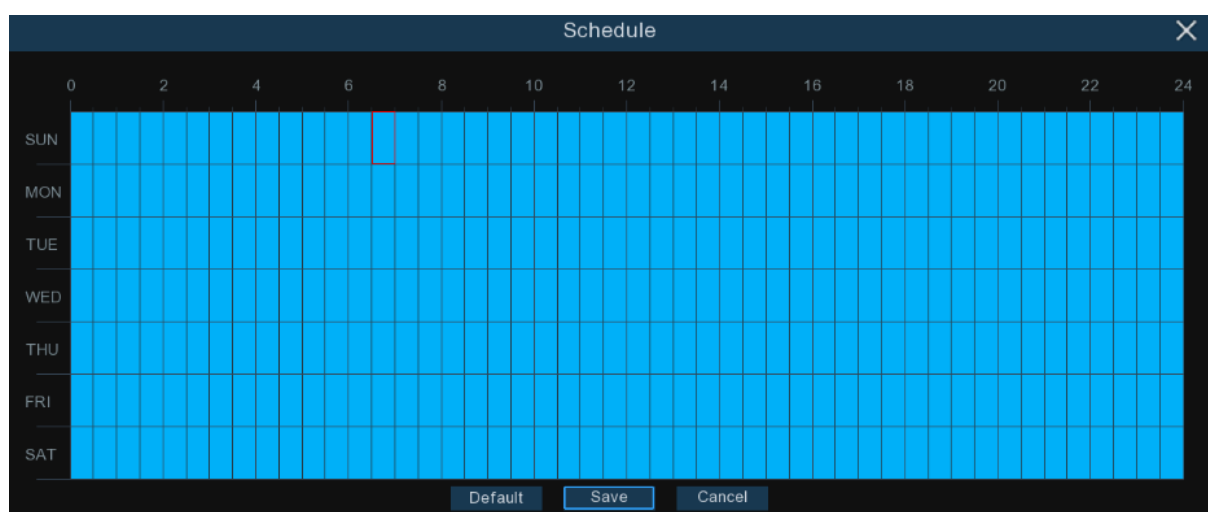 Schedule
0 2 4 6 8 10 12 14 16 18 20 22 24
SUN
MON
TUE
WED
THU
FRI
SAT
Default Save Cancel